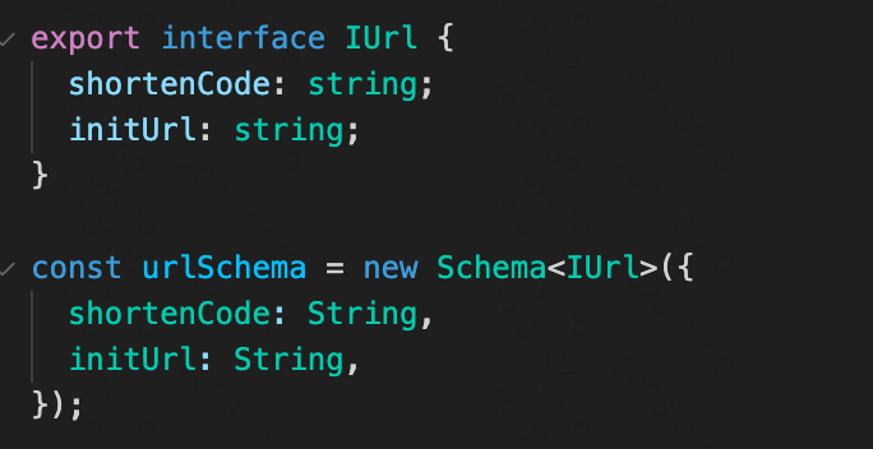 export interface IUrl {
  shortenCode: string;
  initUrl: string;
}
const urlSchema = new Schema<IUrl>({
  shortenCode: String,
  initUrl: String,
});